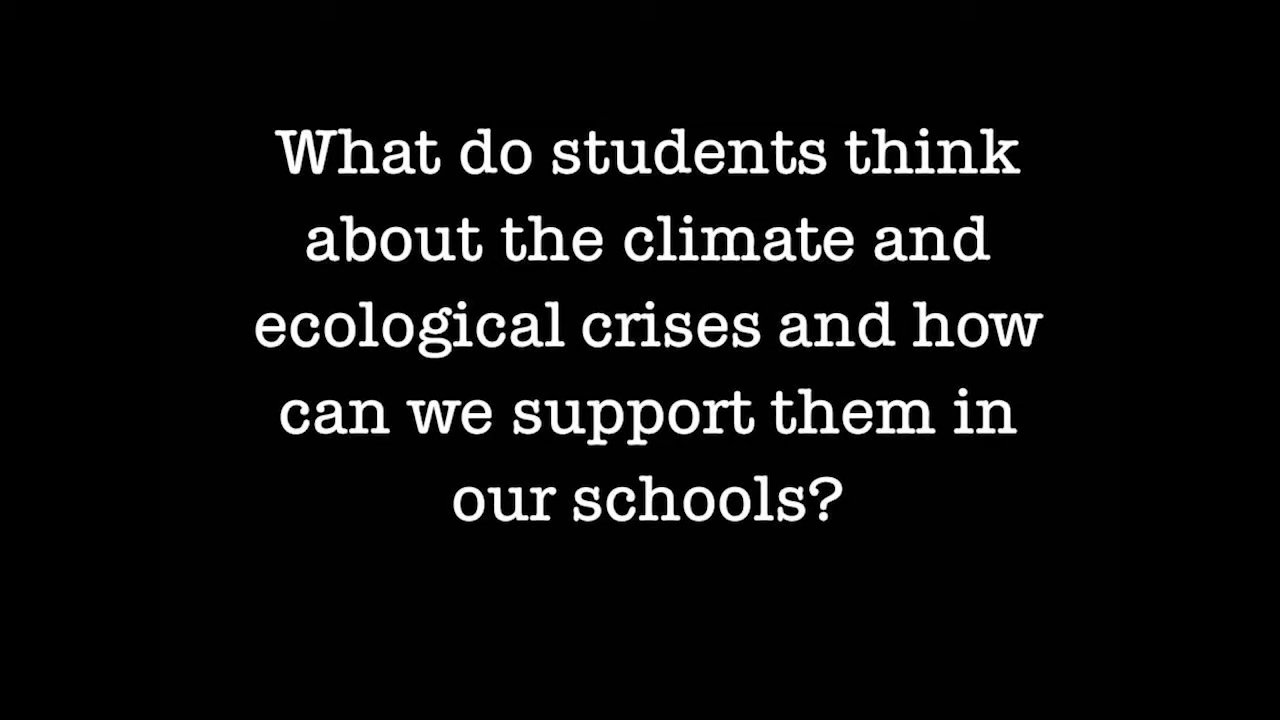 What do students think
about the climate and
ecological crises and how
can we support them in
our schools?